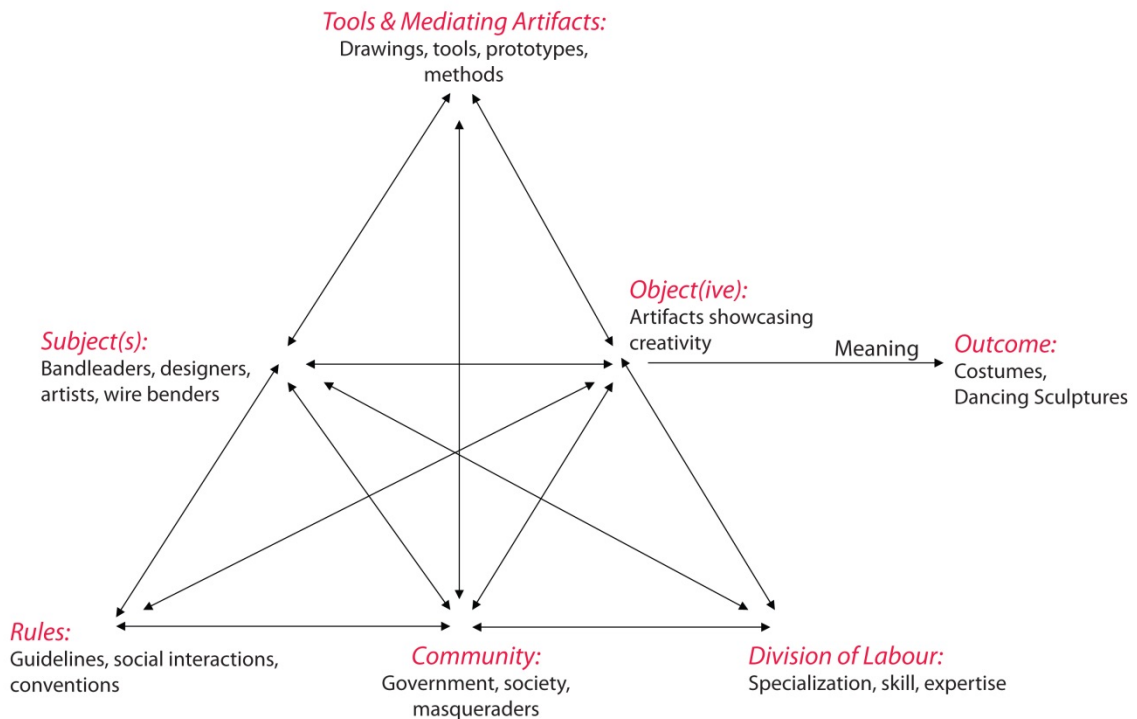 Tools & Mediating Artifacts:
Drawings, tools, prototypes,
methods
Object(ive):
Artifacts showcasing
creativity
Subject(s):
Bandleaders, designers,
artists, wire benders
Meaning
Outcome:
Costumes,
Dancing Sculptures
Rules:
Guidelines, social interactions,
conventions
Community:
Government, society,
masqueraders
Division of Labour:
Specialization, skill, expertise